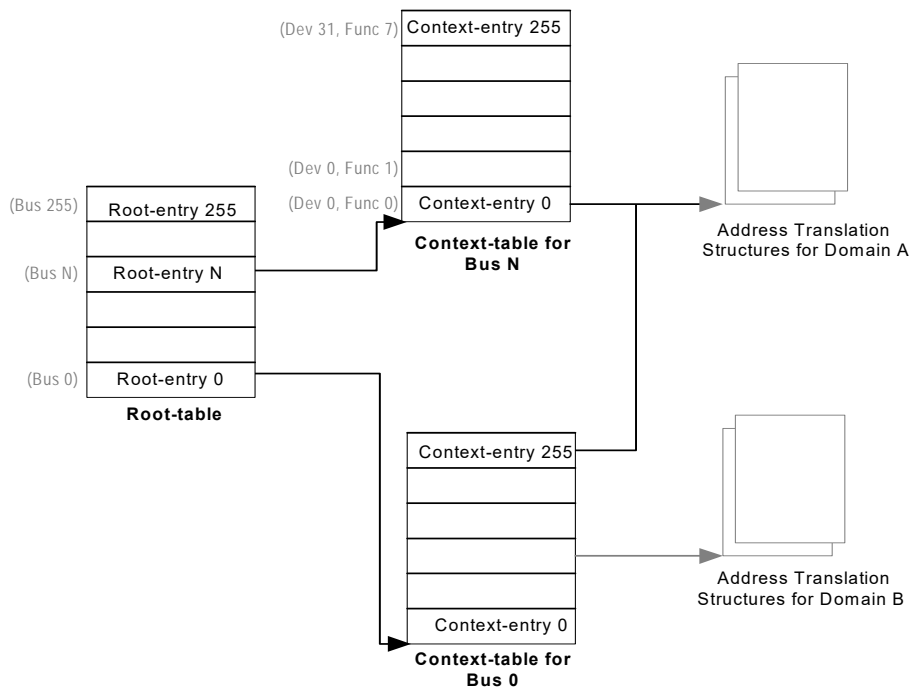 (Dev 31, Func 7)
Context-entry 255
(Dev 0, Func 1)
(Dev 0, Func 0)
Context-entry 0
Context-table for
Bus N
(Bus 255)
Root-entry 255
(Bus N)
Root-entry N
(Bus 0)
Root-entry 0
Root-table
Address Translation
Structures for Domain A
Context-entry 255
Context-entry 0
Context-table for
Bus 0
Address Translation
Structures for Domain B